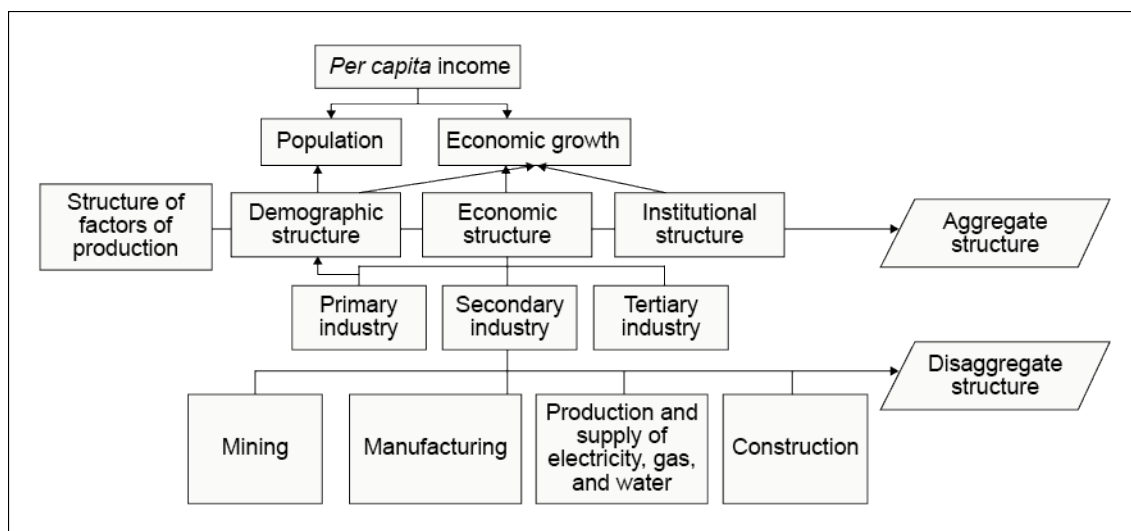 Per capita income
Population
Economic growth
Structure of
factors of
production
Demographic
structure
Economic
structure
Institutional
structure
Aggregate
structure
Primary
industry
Secondary
industry
Tertiary
industry
Disaggregate
structure
Mining
Manufacturing
Production and
supply of
electricity, gas,
and water
Construction